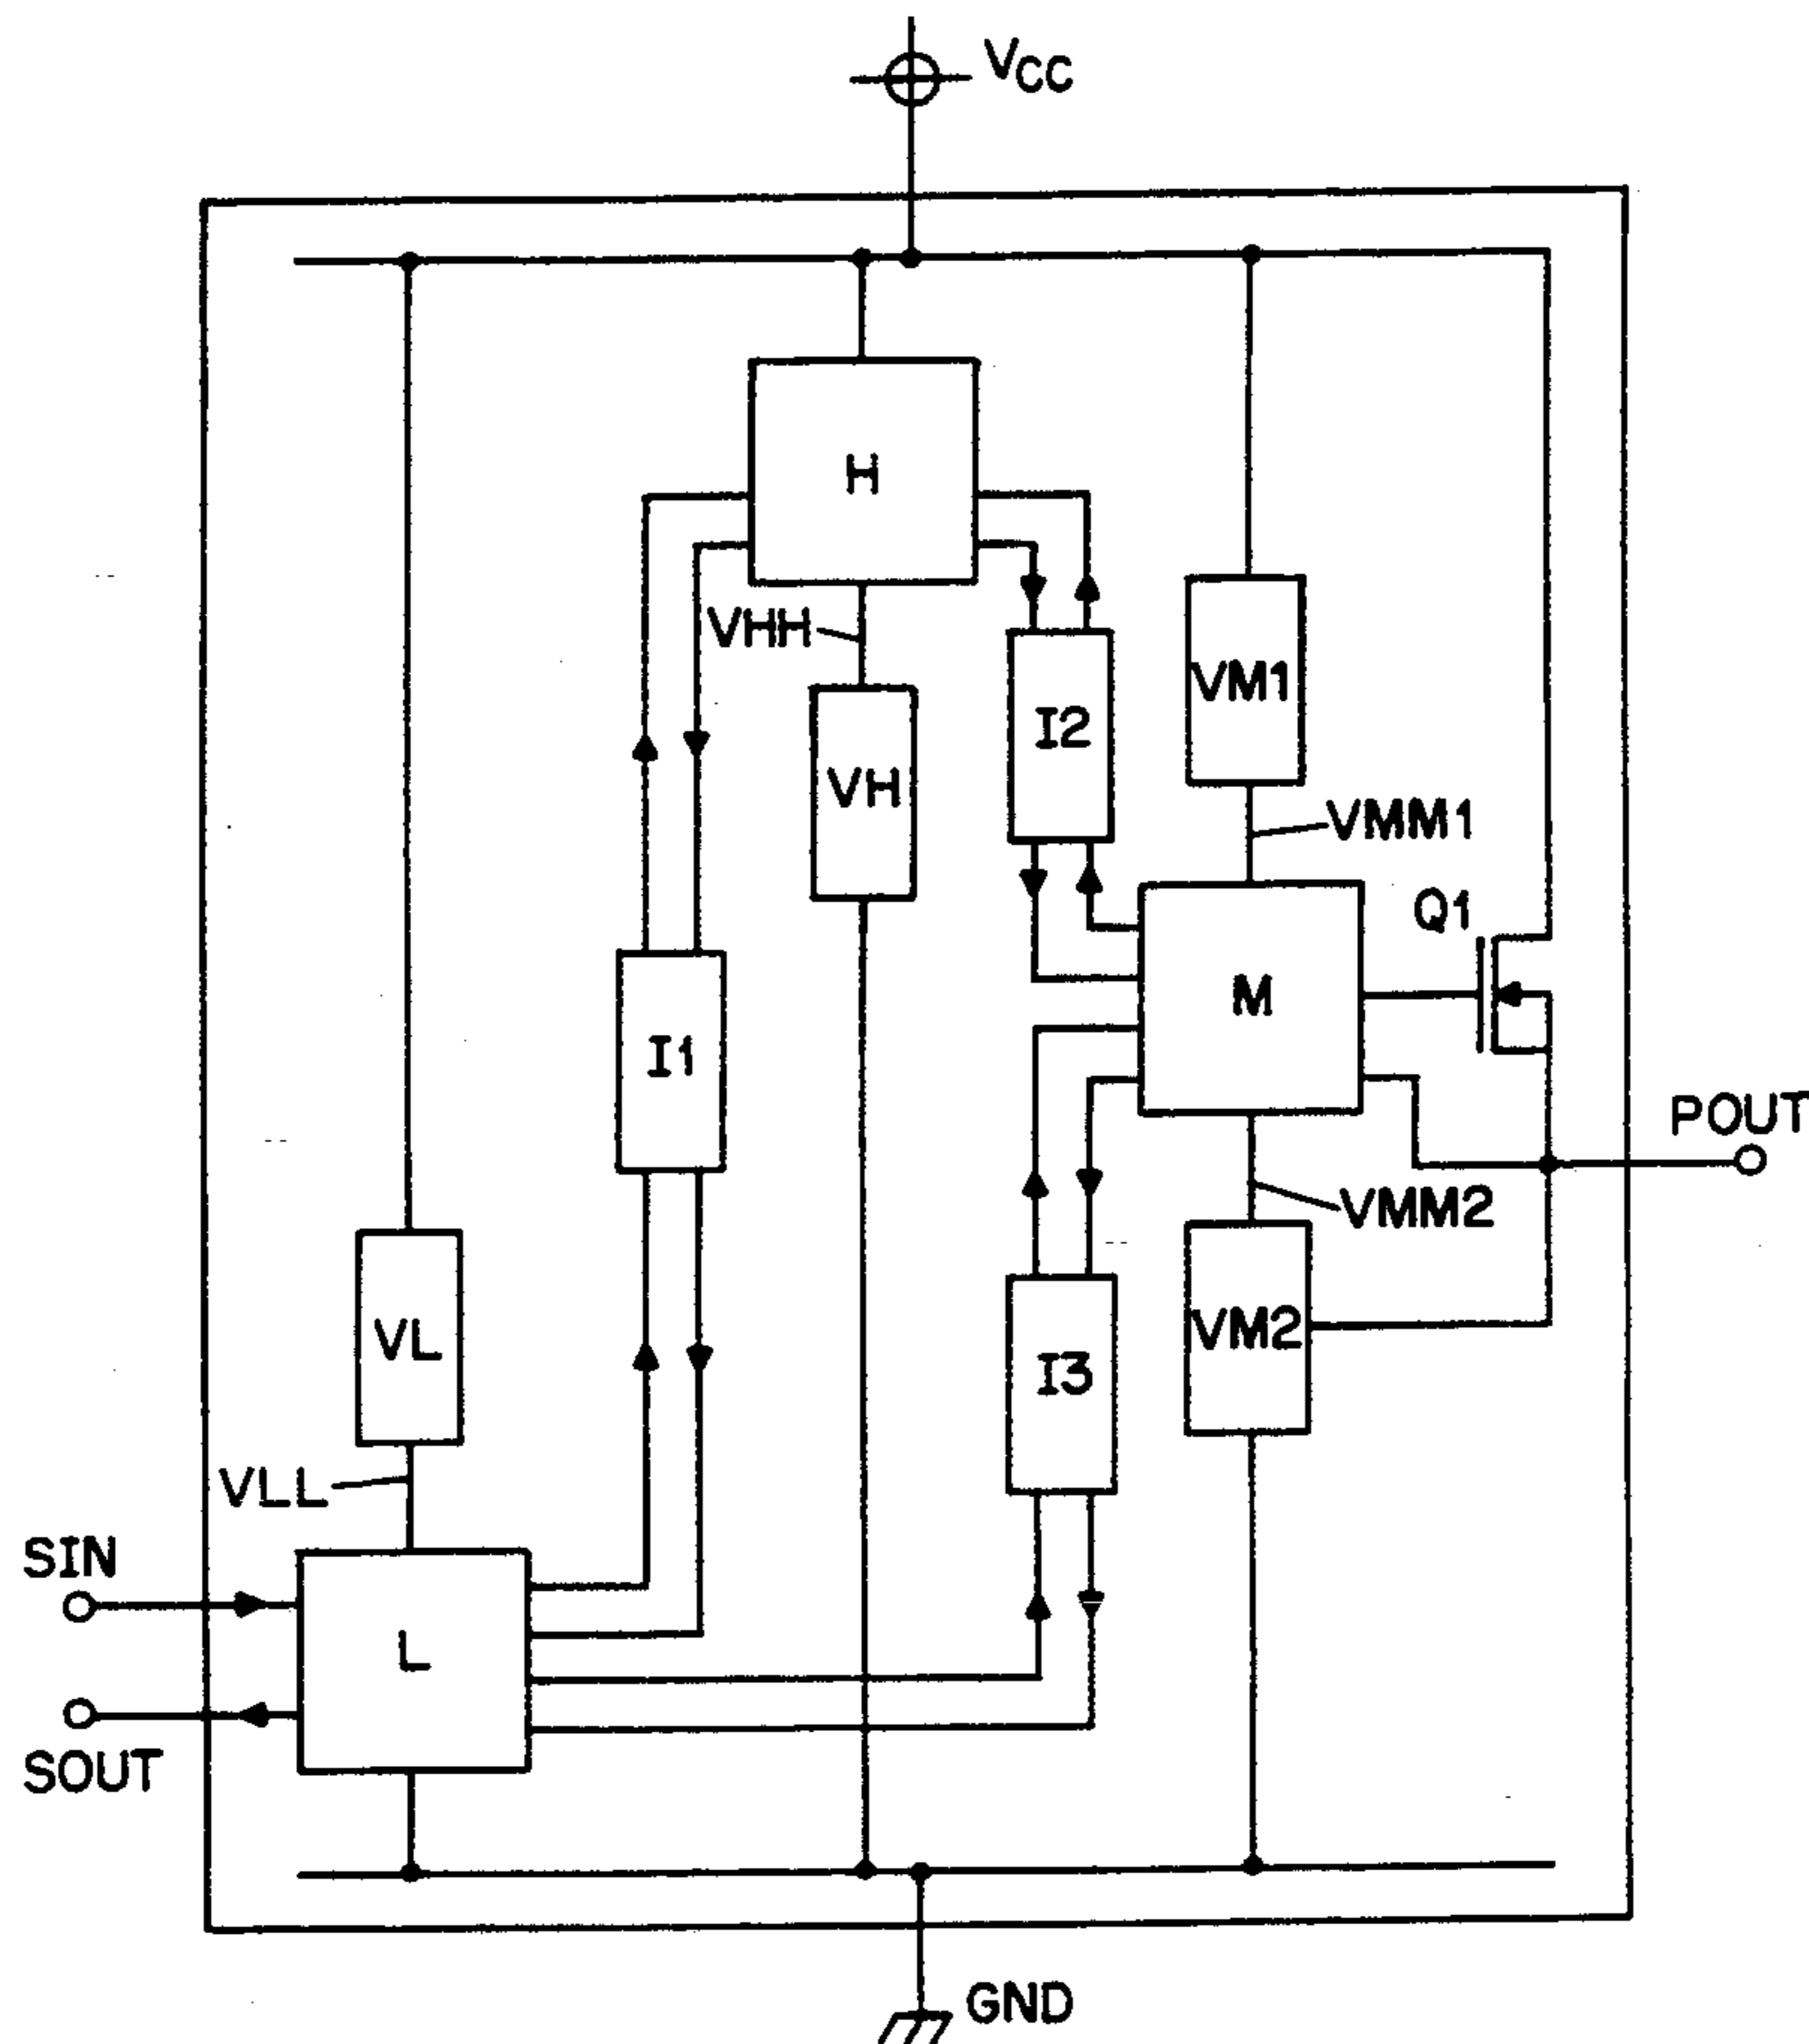 VCC
H
VHH
VM1
I2
VH
VMM1
Q1
M
I1
POUT
VMM2
VL
VM2
I3
VLL
SIN
L
SOUT
GND